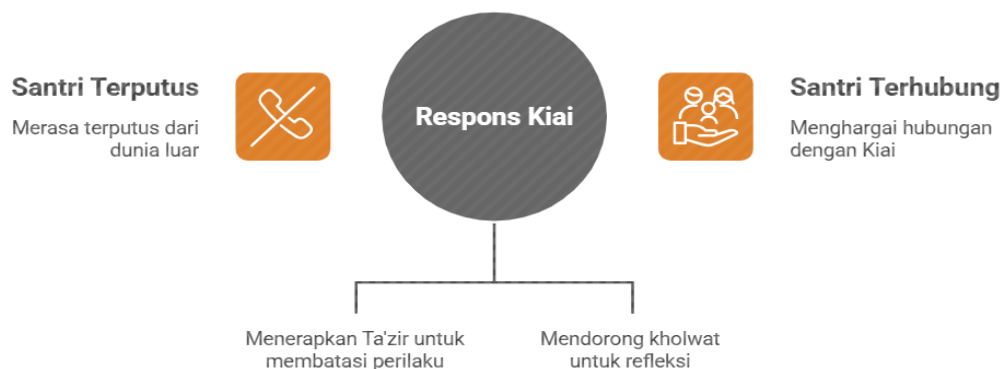 Santri Terputus
Merasa terputus dari
dunia luar
Respons Kiai
Santri Terhubung
Menghargai hubungan
dengan Kiai
Menerapkan Ta'zir untuk
membatasi perilaku
Mendorong kholwat
untuk refleksi